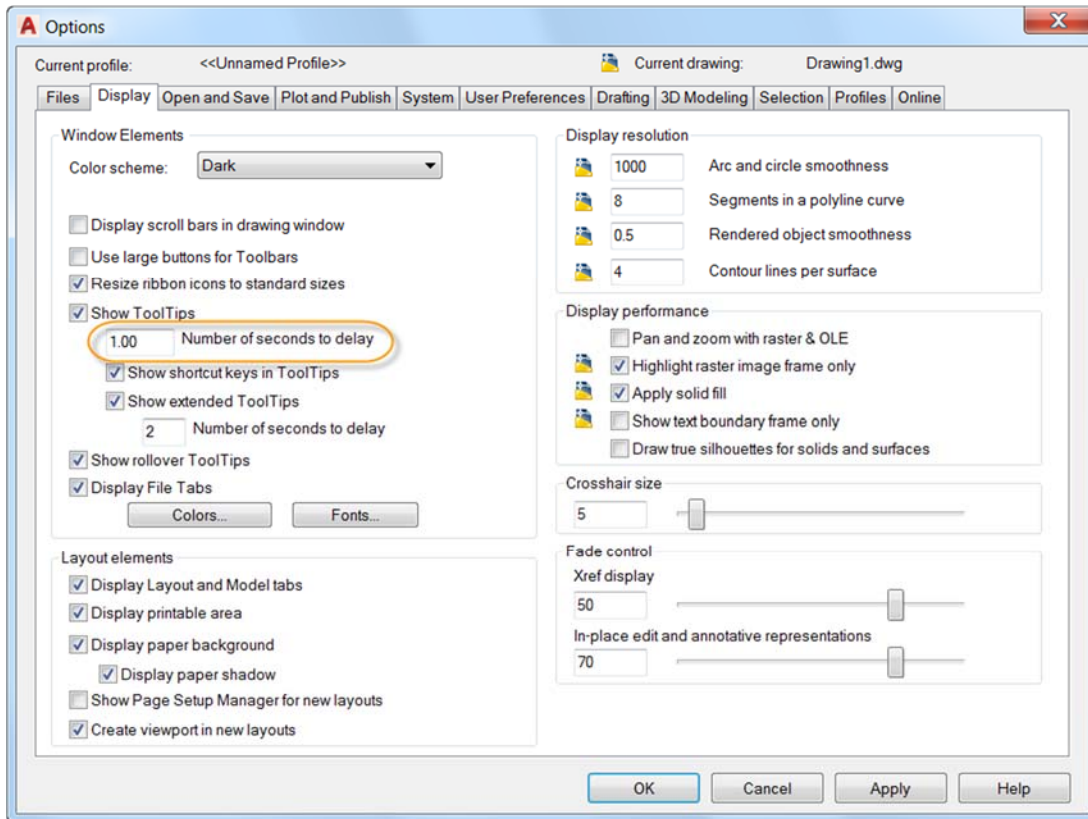 A Options
Current profile: <<Unnamed Profile>> Current drawing: Drawing1.dwg
Files Display Open and Save Plot and Publish System User Preferences Drafting 3D Modeling Selection Profiles Online
Window Elements
Color scheme: Dark
Display scroll bars in drawing window
Use large buttons for Toolbars
Resize ribbon icons to standard sizes
Show ToolTips
1.00 Number of seconds to delay
Show shortcut keys in ToolTips
Show extended ToolTips
2 Number of seconds to delay
Show rollover ToolTips
Display File Tabs
Colors... Fonts...
Layout elements
Display Layout and Model tabs
Display printable area
Display paper background
Display paper shadow
Show Page Setup Manager for new layouts
Create viewport in new layouts
Display resolution
1000 Arc and circle smoothness
8 Segments in a polyline curve
0.5 Rendered object smoothness
4 Contour lines per surface
Display performance
Pan and zoom with raster & OLE
Highlight raster image frame only
Apply solid fill
Show text boundary frame only
Draw true silhouettes for solids and surfaces
Crosshair size
5
Fade control
Xref display
50
In-place edit and annotative representations
70
OK Cancel Apply Help